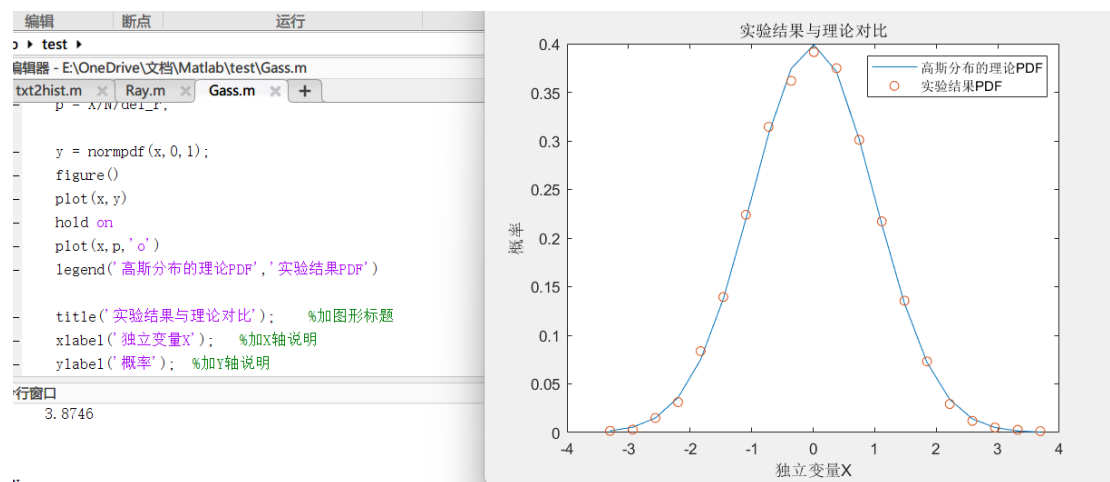 编辑
断点
运行
test
编辑器 - E:\OneDrive\文档\Matlab\test\Gass.m
txt2hist.m
Ray.m
Gass.m
p = X/N/del_r;
y = normpdf(x,0,1);
figure()
plot(x,y)
hold on
plot(x,p,'o')
legend('高斯分布的理论PDF','实验结果PDF')
title('实验结果与理论对比'); %加图形标题
xlabel('独立变量X'); %加X轴说明
ylabel('概率'); %加Y轴说明
行窗口
3.8746
实验结果与理论对比
高斯分布的理论PDF
实验结果PDF
0.4
0.35
0.3
0.25
0.2
0.15
0.1
0.05
0
概率
-4 -3 -2 -1 0 1 2 3 4
独立变量X